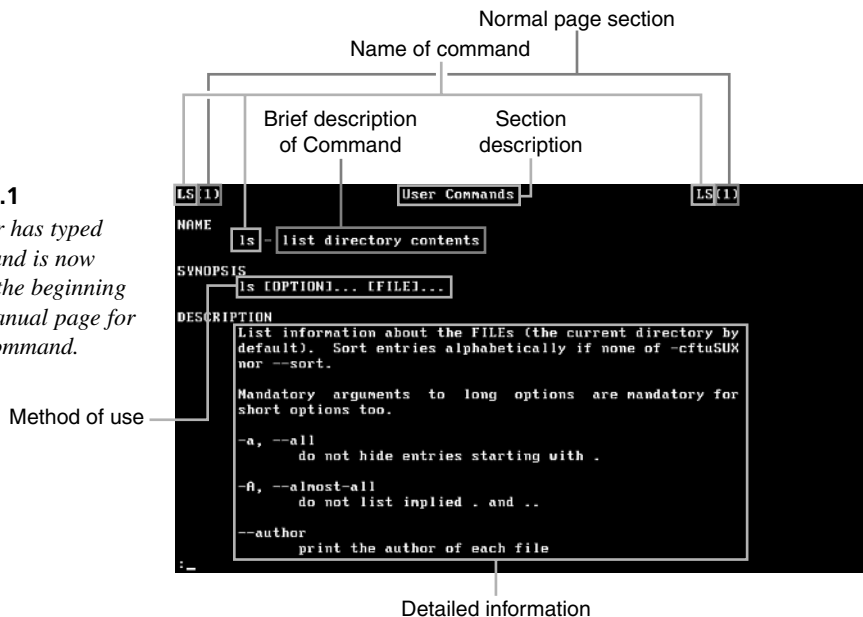 Normal page section
Name of command
Brief description
of Command
Section
description
.1
r has typed
and is now
the beginning
anual page for
ommand.
LS(1) User Commands LS(1)
NAME
ls - list directory contents
SYNOPSIS
ls [OPTION]... [FILE]...
DESCRIPTION
List information about the FILEs (the current directory by
default). Sort entries alphabetically if none of -cftuSUX
nor --sort.
Mandatory arguments to long options are mandatory for
short options too.
-a, --all
do not hide entries starting with .
-A, --almost-all
do not list implied . and ..
--author
print the author of each file
:_
Method of use
Detailed information